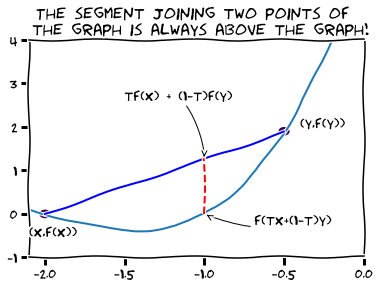 THE SEGMENT JOINING TWO POINTS OF
THE GRAPH IS ALWAYS ABOVE THE GRAPH!
4
TF(X) + (1-T)F(Y)
3
(Y,F(Y))
2
1
0
(X,F(X))
F(TX+(1-T)Y)
-1
-2.0 -1.5 -1.0 -0.5 0.0